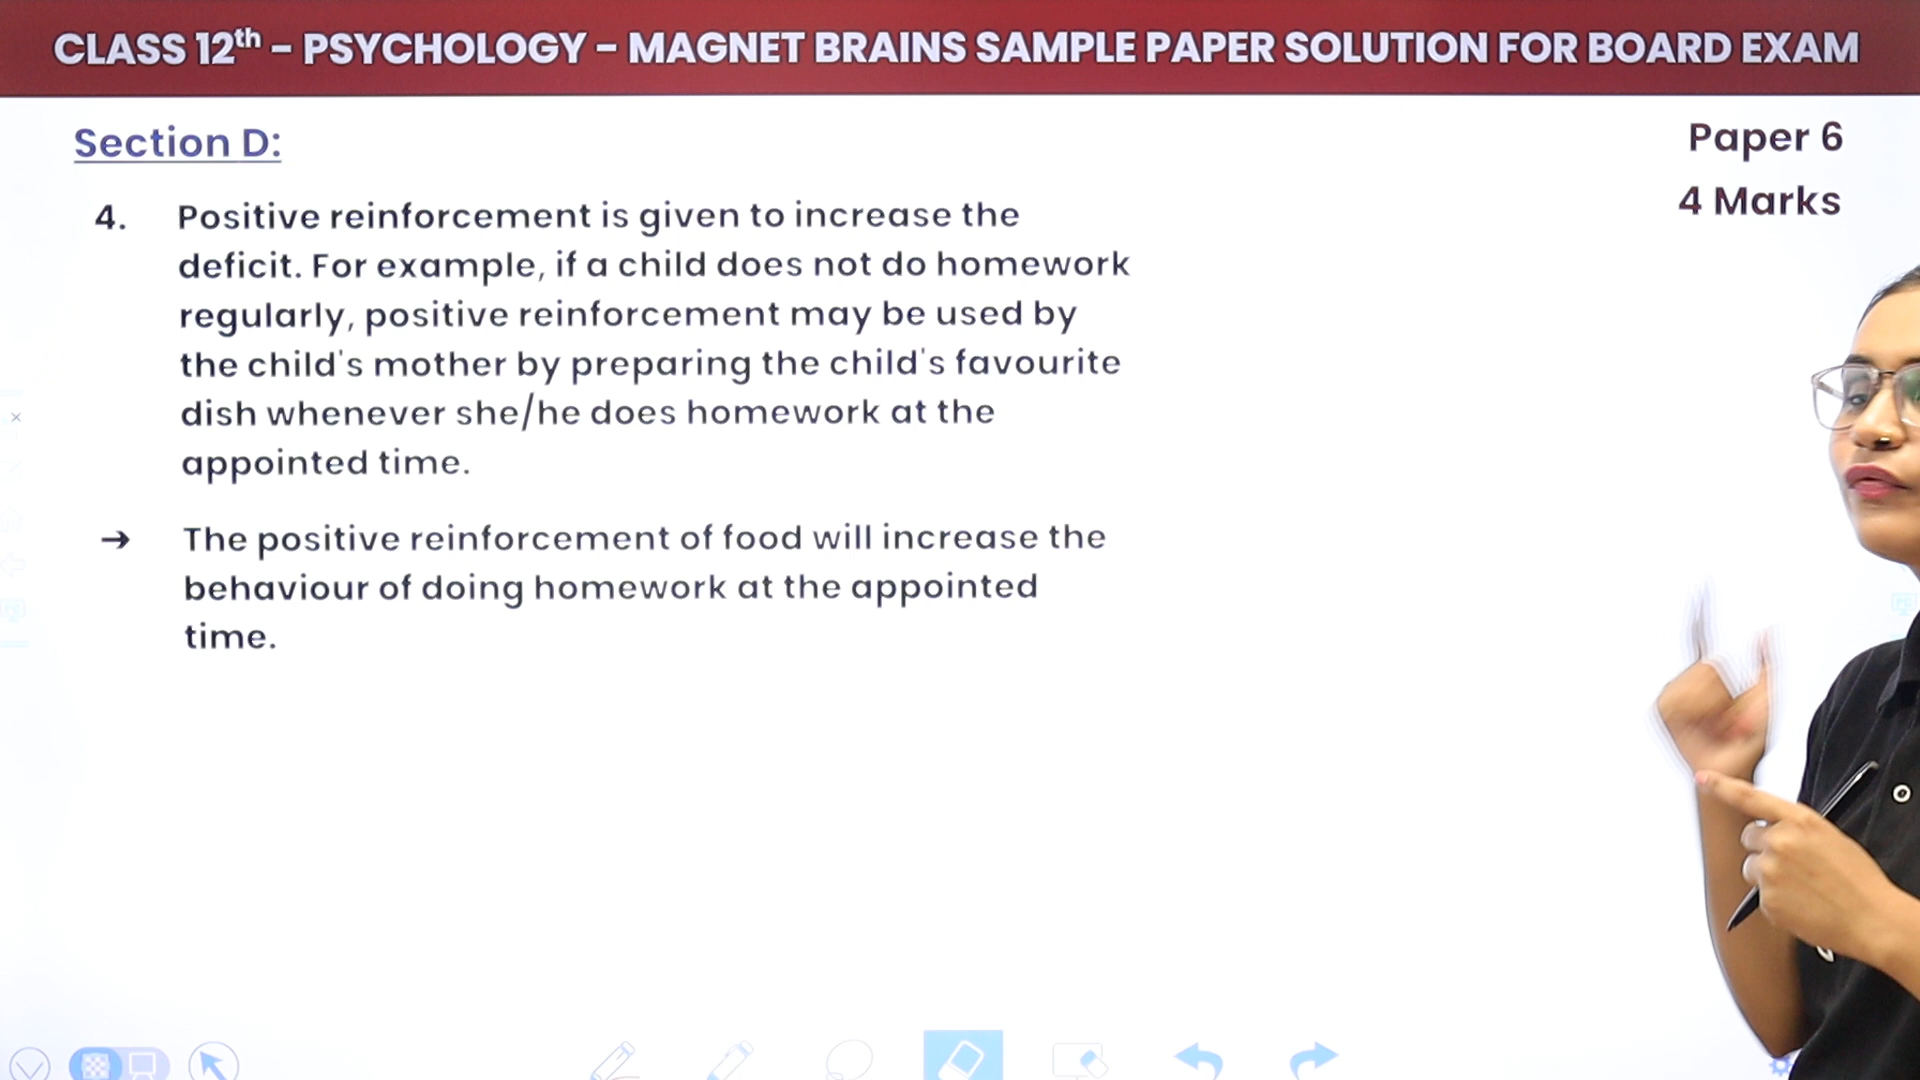 CLASS 12th – PSYCHOLOGY – MAGNET BRAINS SAMPLE PAPER SOLUTION FOR BOARD EXAM
Section D:
Paper 6
4 Marks
4. Positive reinforcement is given to increase the
deficit. For example, if a child does not do homework
regularly, positive reinforcement may be used by
the child's mother by preparing the child's favourite
dish whenever she/he does homework at the
appointed time.
→ The positive reinforcement of food will increase the
behaviour of doing homework at the appointed
time.